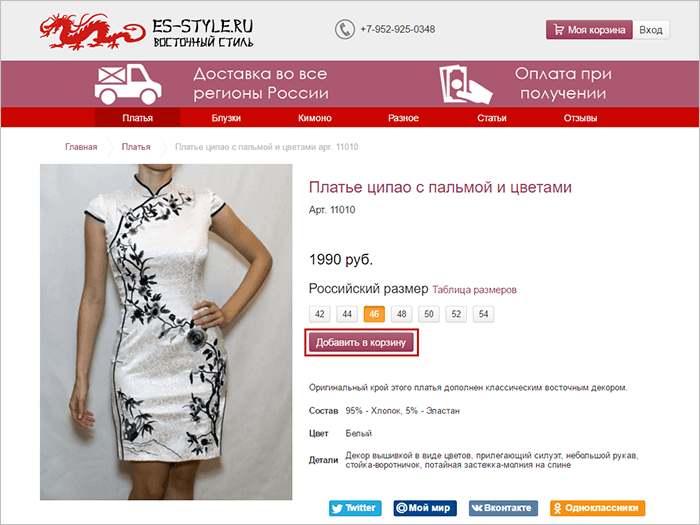 ES-STYLE.RU
ВОСТОЧНЫЙ СТИЛЬ
+7-952-925-0348
Моя корзина Вход
Доставка во все
регионы России
Оплата при
получении
Платья Блузки Кимоно Разное Статьи Отзывы
Главная Платья Платье ципао с пальмой и цветами арт. 11010
Платье ципао с пальмой и цветами
Арт. 11010
1990 руб.
Российский размер Таблица размеров
42 44 46 48 50 52 54
Добавить в корзину
Оригинальный крой этого платья дополнен классическим восточным декором.
Состав 95% - Хлопок, 5% - Эластан
Цвет Белый
Детали Декор вышивкой в виде цветов, прилегающий силуэт, небольшой рукав,
стойка-воротничок, потайная застежка-молния на спине
Twitter Мой мир Вконтакте Одноклассники